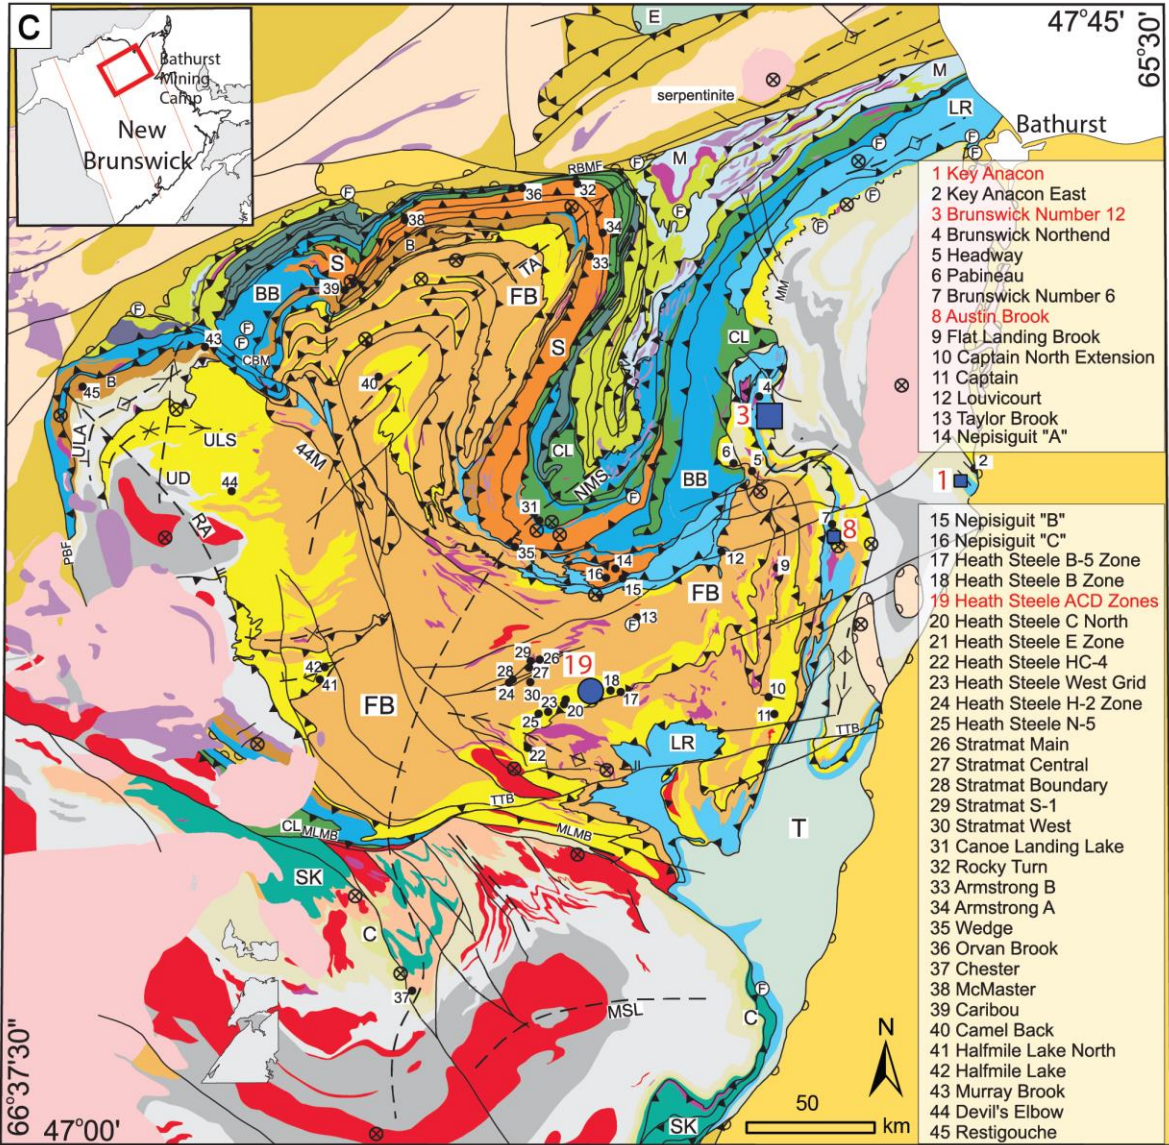 C
47°45'
65°30'
Bathurst
Mining
Camp
New
Brunswick
E
serpentinite
M
LR
Bathurst
RBMF
F
M
F
F
F
F
F
36
32
38
B
34
33
S
39
BB
TA
FB
S
F
F
F
43
CBM
CL
MM
40
45
B
4
3
ULA
ULS
44M
CL
NMS
BB
6
5
UD
44
RA
F
31
7
8
2
1
PBF
35
14
16
15
12
9
FB
13
F
29
26
19
28
27
24
30
18
17
23
20
25
42
41
FB
10
11
22
LR
TTB
TTB
T
CL
MLMB
MLMB
SK
C
37
MSL
F
C
SK
N
50
km
66°37'30"
47°00'
1 Key Anacon
2 Key Anacon East
3 Brunswick Number 12
4 Brunswick Northend
5 Headway
6 Pabineau
7 Brunswick Number 6
8 Austin Brook
9 Flat Landing Brook
10 Captain North Extension
11 Captain
12 Louvicourt
13 Taylor Brook
14 Nepisiguit "A"
15 Nepisiguit "B"
16 Nepisiguit "C"
17 Heath Steele B-5 Zone
18 Heath Steele B Zone
19 Heath Steele ACD Zones
20 Heath Steele C North
21 Heath Steele E Zone
22 Heath Steele HC-4
23 Heath Steele West Grid
24 Heath Steele H-2 Zone
25 Heath Steele N-5
26 Stratmat Main
27 Stratmat Central
28 Stratmat Boundary
29 Stratmat S-1
30 Stratmat West
31 Canoe Landing Lake
32 Rocky Turn
33 Armstrong B
34 Armstrong A
35 Wedge
36 Orvan Brook
37 Chester
38 McMaster
39 Caribou
40 Camel Back
41 Halfmile Lake North
42 Halfmile Lake
43 Murray Brook
44 Devil's Elbow
45 Restigouche